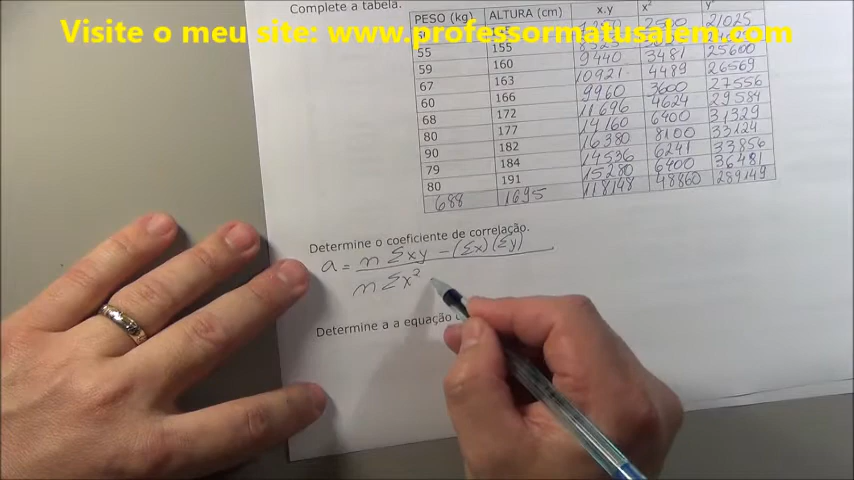 Complete a tabela.
Visite o meu site: www.professormatusalem.com
PESO (kg) ALTURA (cm) x.y x² y²
21025
55 155 8525
59 160 9440 3481 25600
67 163 10921 4489 26569
60 166 9960 3600 27556
68 172 11696 4624 29584
80 177 14160 6400 31329
90 182 16380 8100 33124
79 184 14536 6241 33856
80 191 15280 6400 36481
688 1695 118148 48860 289149
Determine o coeficiente de correlação.
a = n Σxy - (Σx)(Σy)
n Σx²
Determine a a equação